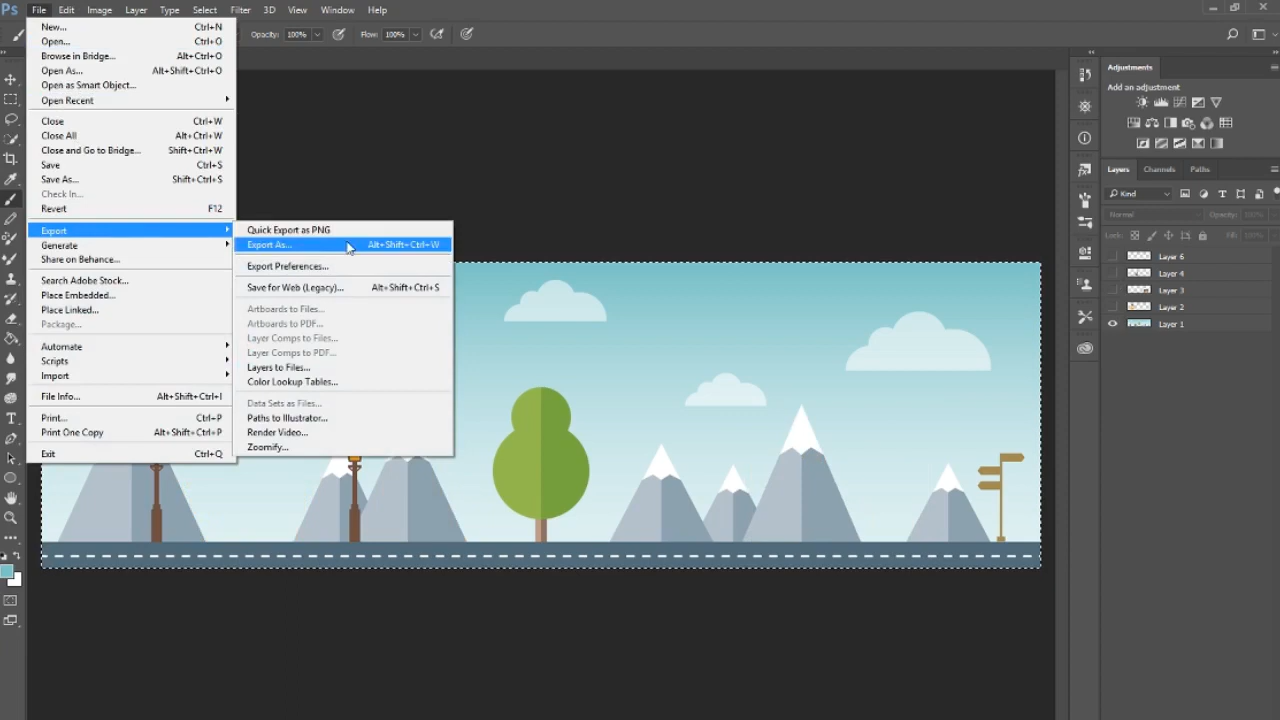 Ps File Edit Image Layer Type Select Filter 3D View Window Help
Opacity: 100% Flow: 100%
New... Ctrl+N
Open... Ctrl+O
Browse in Bridge... Alt+Ctrl+O
Open As... Alt+Shift+Ctrl+O
Open as Smart Object...
Open Recent
Close Ctrl+W
Close All Alt+Ctrl+W
Close and Go to Bridge... Shift+Ctrl+W
Save Ctrl+S
Save As... Shift+Ctrl+S
Check In...
Revert F12
Export
Generate
Share on Behance...
Search Adobe Stock...
Place Embedded...
Place Linked...
Package...
Automate
Scripts
Import
File Info... Alt+Shift+Ctrl+I
Print... Ctrl+P
Print One Copy Alt+Shift+Ctrl+P
Exit Ctrl+Q
Quick Export as PNG
Export As... Alt+Shift+Ctrl+W
Export Preferences...
Save for Web (Legacy)... Alt+Shift+Ctrl+S
Artboards to Files...
Artboards to PDF...
Layer Comps to Files...
Layer Comps to PDF...
Layers to Files...
Color Lookup Tables...
Data Sets as Files...
Paths to Illustrator...
Render Video...
Zoomify...
Adjustments
Add an adjustment
Layers Channels Paths
Kind
Normal Opacity: 100%
Lock: Fill: 100%
Layer 6
Layer 4
Layer 3
Layer 2
Layer 1